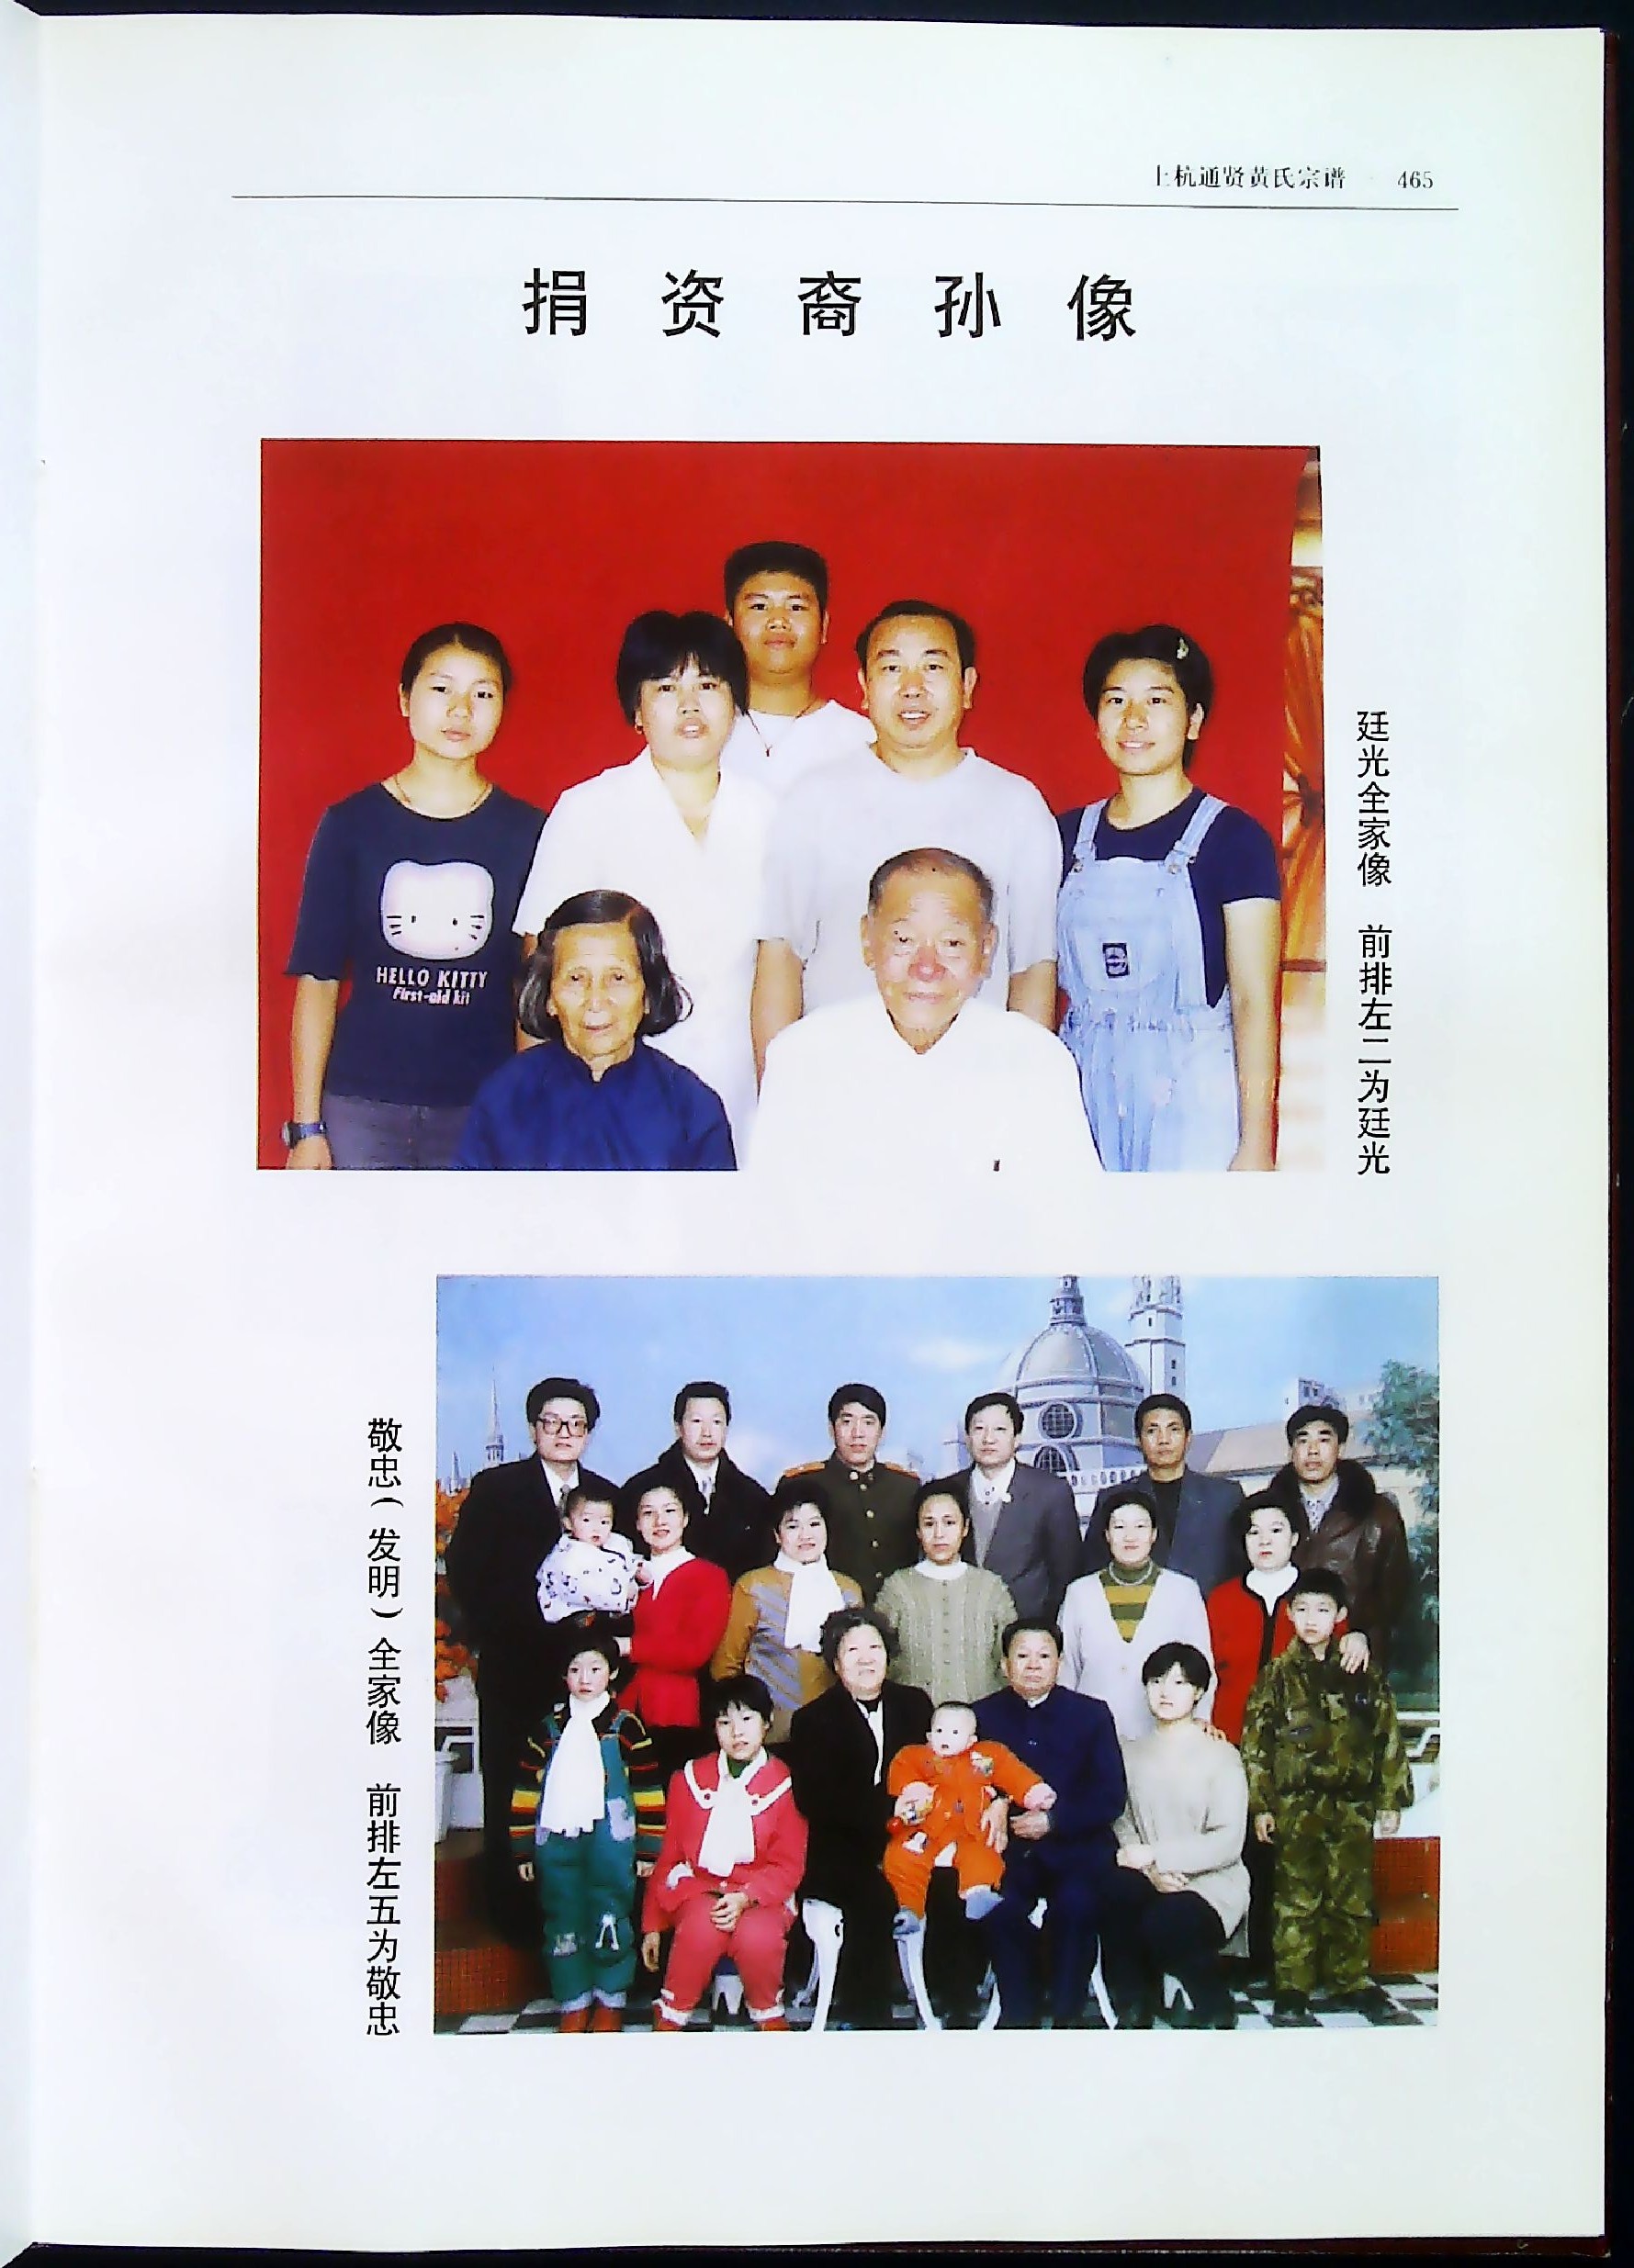 上杭通贤黄氏宗谱 465
捐资裔孙像
HELLO KITTY
First-aid kit
廷光全家像 前排左二为廷光
敬忠(发明)全家像 前排左五为敬忠